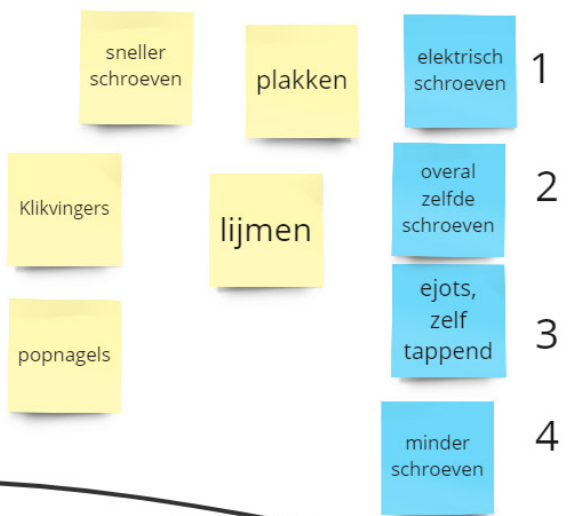 sneller
schroeven
plakken
elektrisch
schroeven
1
Klikvingers
lijmen
overal
zelfde
schroeven
2
popnagels
ejots,
zelf
tappend
3
minder
schroeven
4